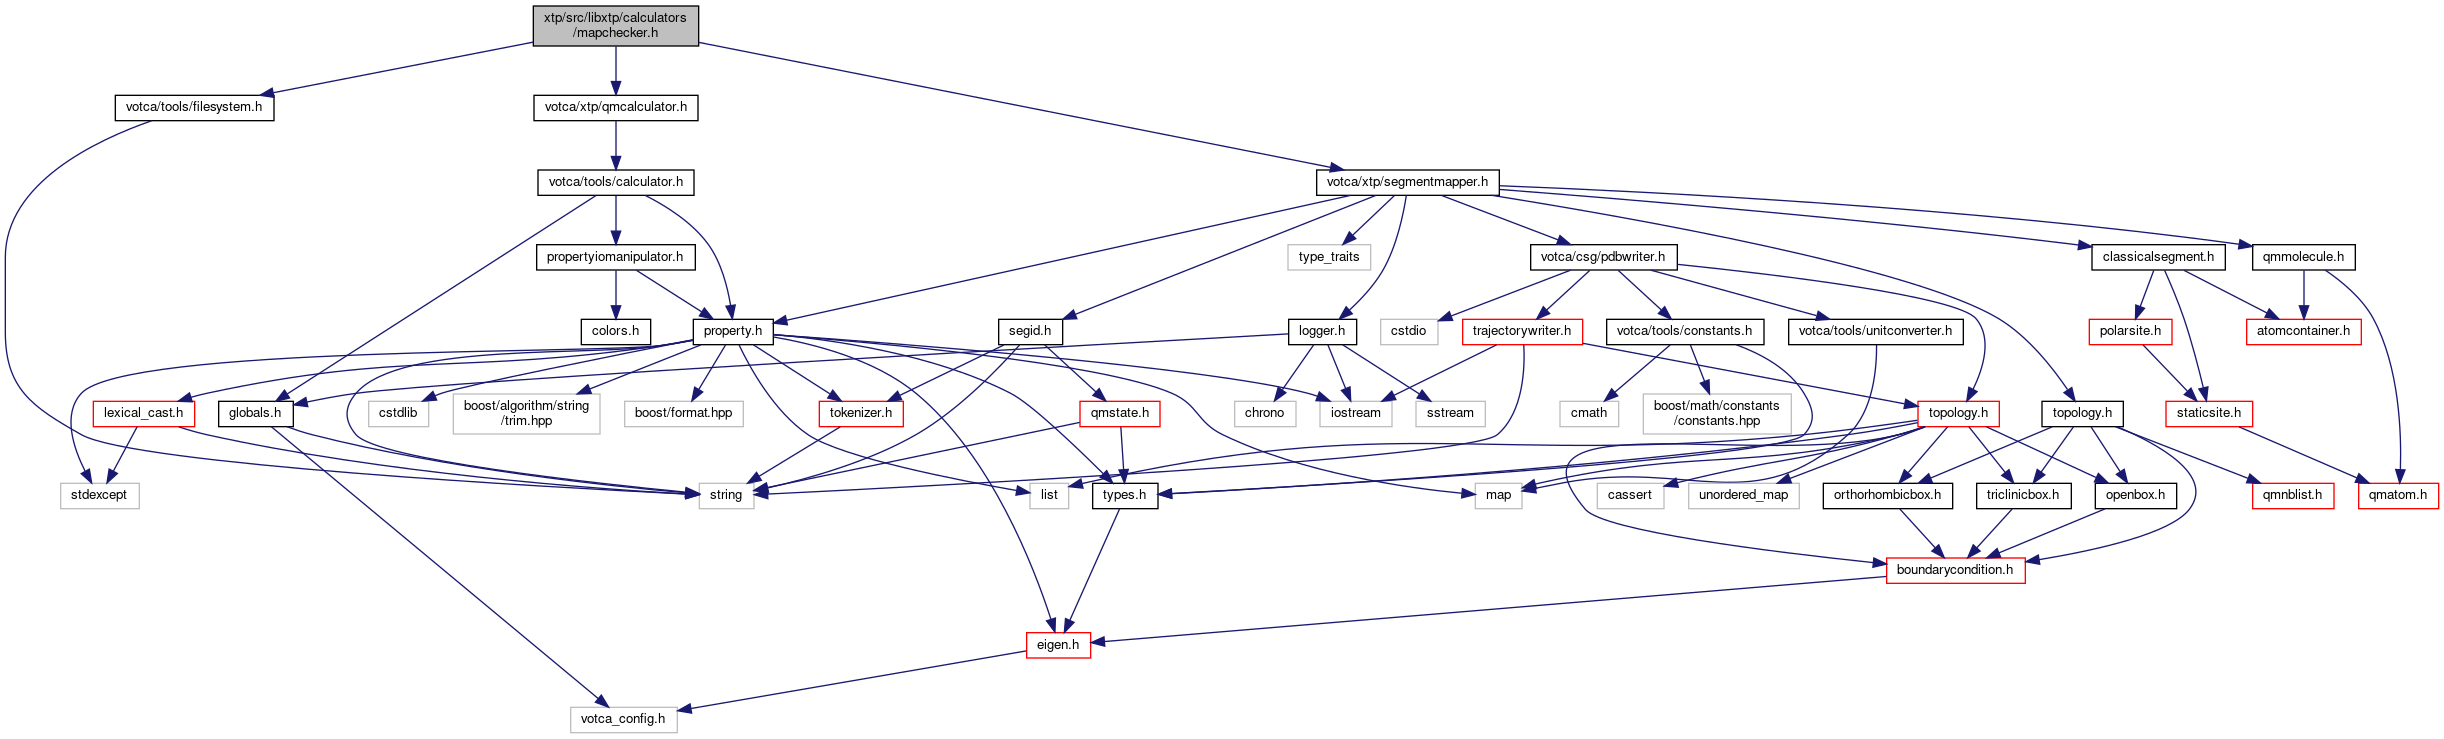 xtp/src/libxtp/calculators
/mapchecker.h
votca/tools/filesystem.h
votca/xtp/qmcalculator.h
votca/tools/calculator.h
votca/xtp/segmentmapper.h
propertyiomanipulator.h
type_traits
votca/csg/pdbwriter.h
classicalsegment.h
qmmolecule.h
colors.h
property.h
segid.h
logger.h
cstdio
trajectorywriter.h
votca/tools/constants.h
votca/tools/unitconverter.h
polarsite.h
atomcontainer.h
lexical_cast.h
globals.h
cstdlib
boost/algorithm/string
/trim.hpp
boost/format.hpp
tokenizer.h
qmstate.h
chrono
iostream
sstream
cmath
boost/math/constants
/constants.hpp
topology.h
topology.h
staticsite.h
stdexcept
string
list
types.h
map
cassert
unordered_map
orthorhombicbox.h
triclinicbox.h
openbox.h
qmnblist.h
qmatom.h
boundarycondition.h
eigen.h
votca_config.h